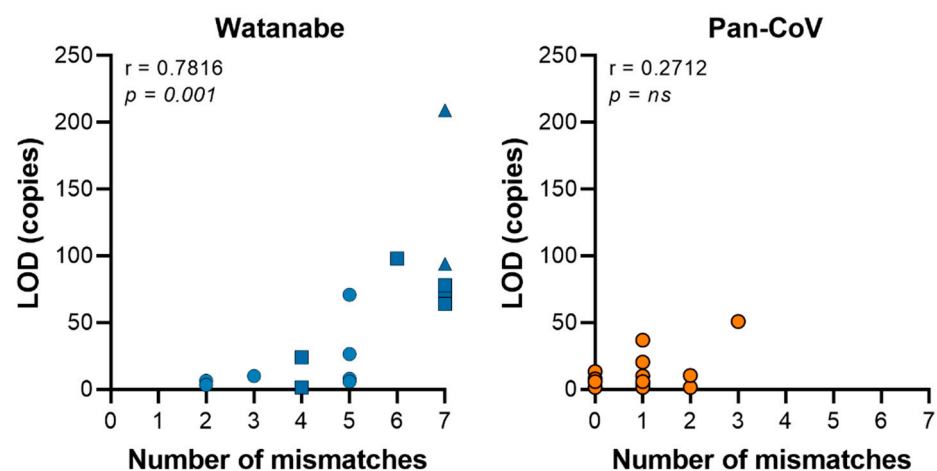 Watanabe
r = 0.7816
p = 0.001
LOD (copies)
250
200
150
100
50
0
0 1 2 3 4 5 6 7
Number of mismatches
Pan-CoV
r = 0.2712
p = ns
LOD (copies)
250
200
150
100
50
0
0 1 2 3 4 5 6 7
Number of mismatches